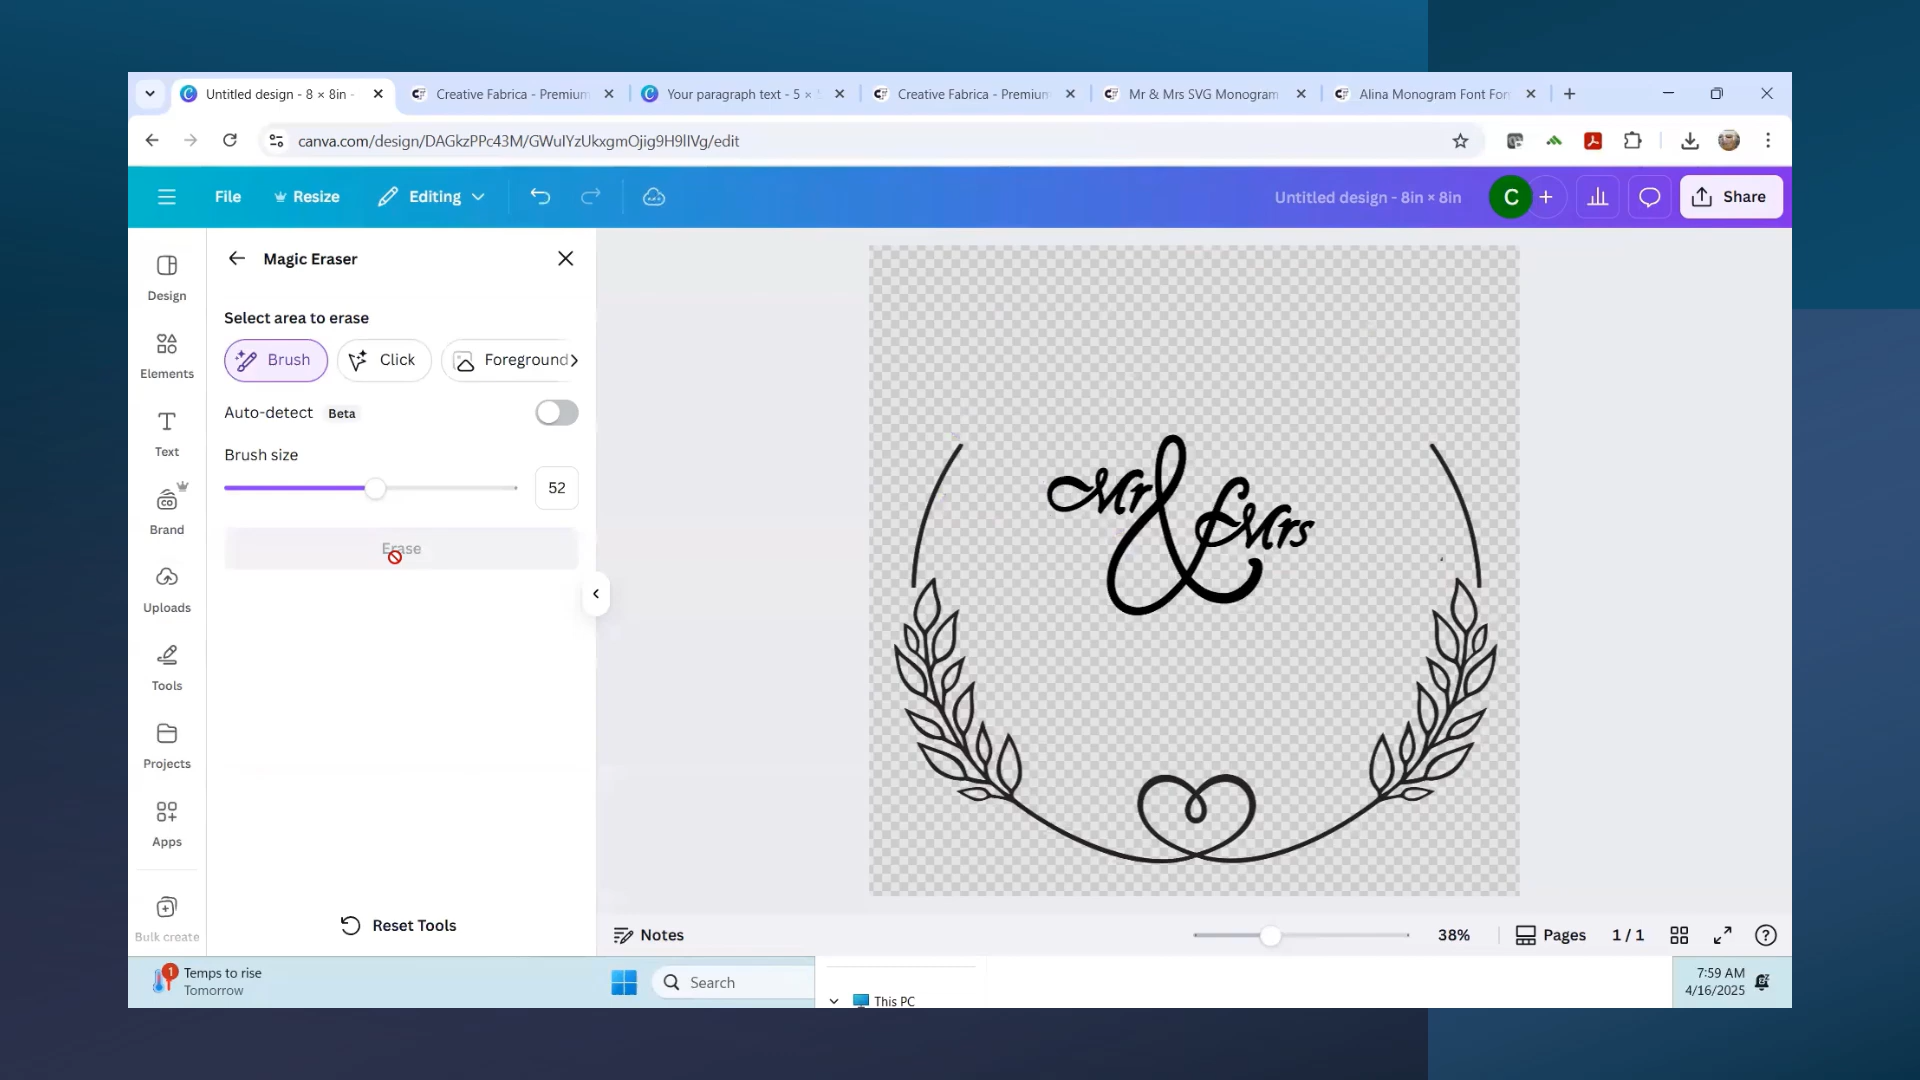 Untitled design - 8 × 8in -
Creative Fabrica - Premium
Your paragraph text - 5 ×
Creative Fabrica - Premium
Mr & Mrs SVG Monogram
Alina Monogram Font For
canva.com/design/DAGkzPPc43M/GWuIYzUkxgmOjig9H9lIVg/edit
File
Resize
Editing
Untitled design - 8in × 8in
C
Share
Design
Elements
Text
Brand
Uploads
Tools
Projects
Apps
Bulk create
Magic Eraser
Select area to erase
Brush
Click
Foreground
Auto-detect Beta
Brush size
52
Erase
Reset Tools
Mr & Mrs
Notes
38%
Pages
1 / 1
1
Temps to rise
Tomorrow
Search
This PC
7:59 AM
4/16/2025